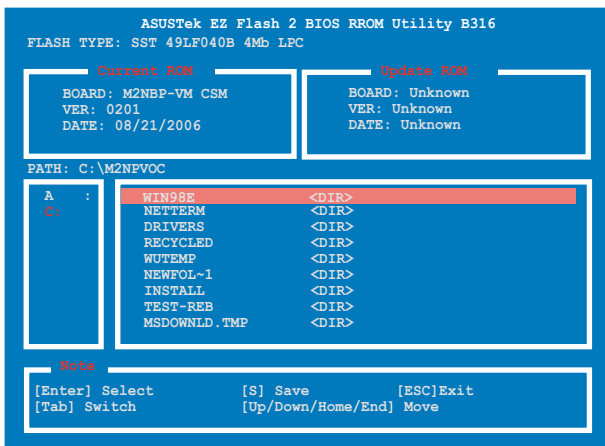 ASUSTek EZ Flash 2 BIOS RROM Utility B316
FLASH TYPE: SST 49LF040B 4Mb LPC
Current ROM
BOARD: M2NBP-VM CSM
VER: 0201
DATE: 08/21/2006
Update ROM
BOARD: Unknown
VER: Unknown
DATE: Unknown
PATH: C:\M2NPVOC
A :
C:
WIN98E <DIR>
NETTERM <DIR>
DRIVERS <DIR>
RECYCLED <DIR>
WUTEMP <DIR>
NEWFOL~1 <DIR>
INSTALL <DIR>
TEST-REB <DIR>
MSDOWNLD.TMP <DIR>
Note
[Enter] Select [S] Save [ESC]Exit
[Tab] Switch [Up/Down/Home/End] Move